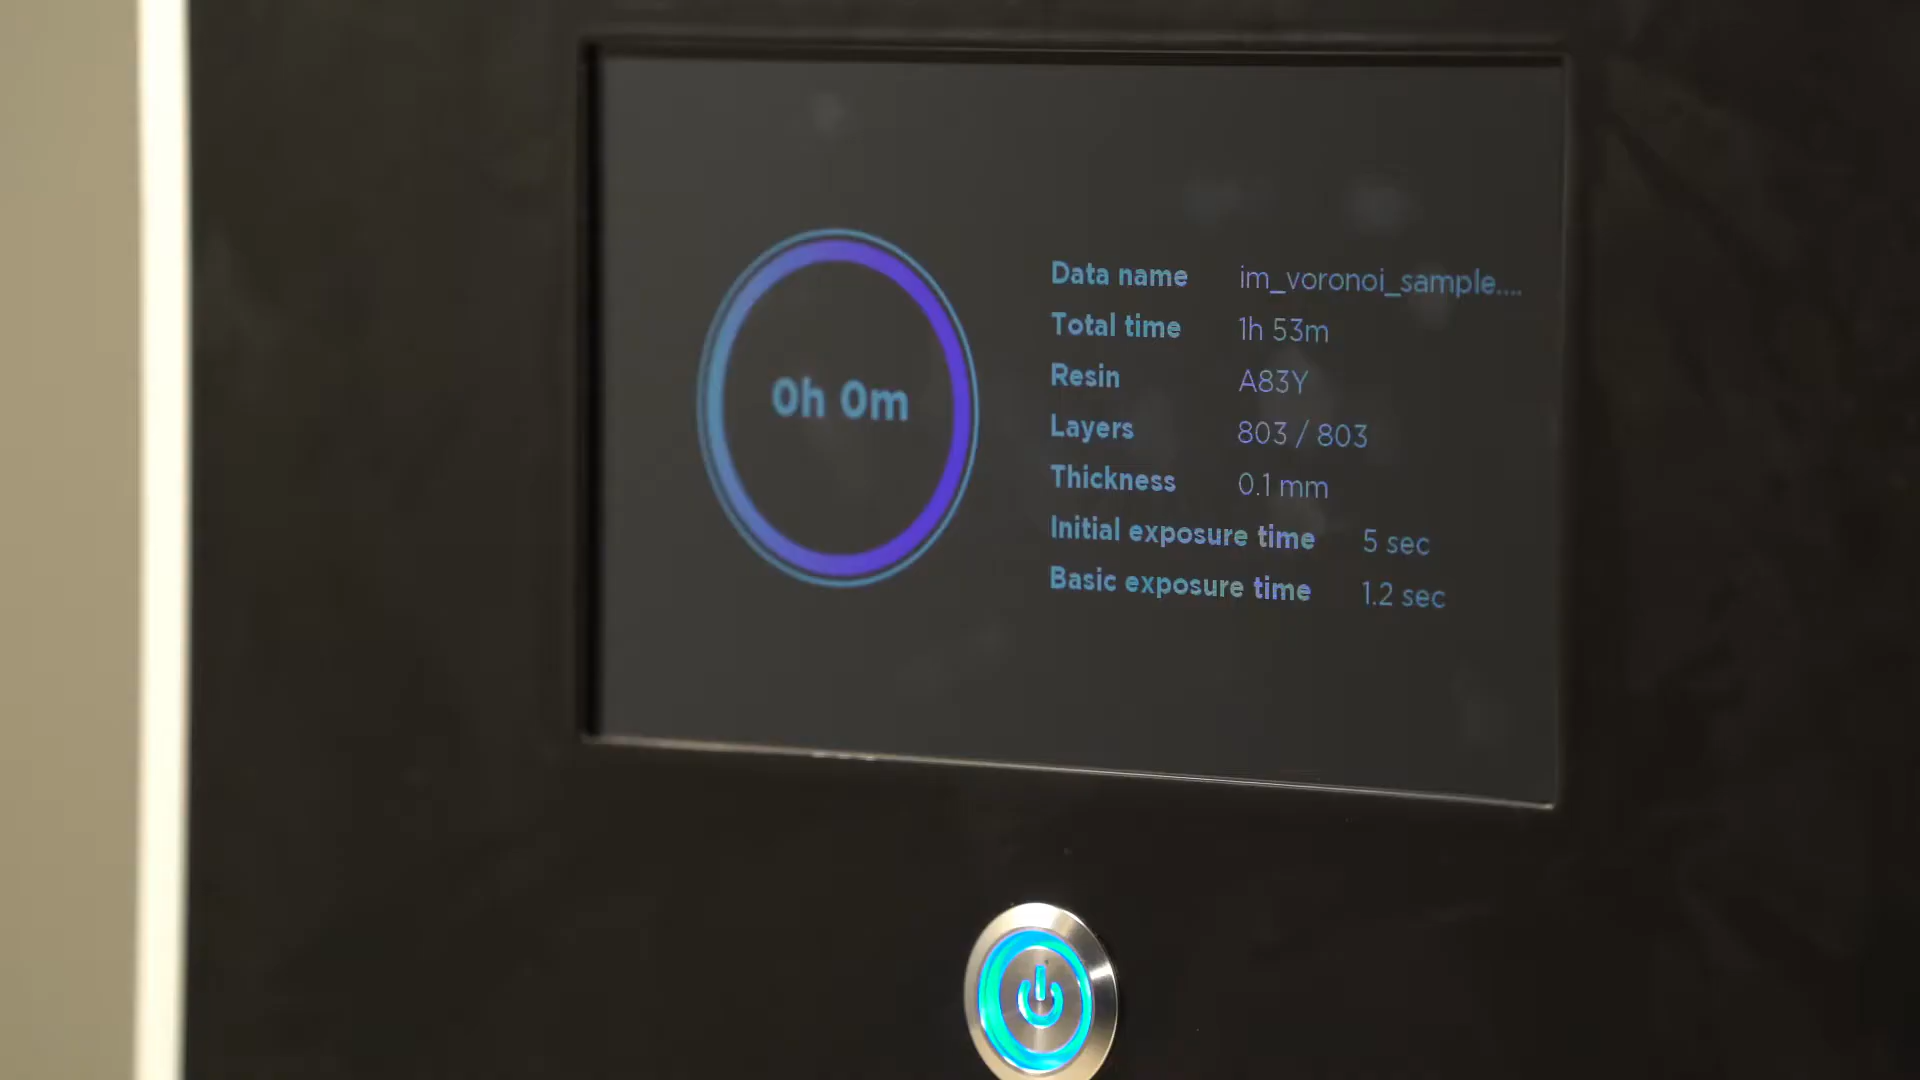 0h 0m
Data name im_voronoi_sample....
Total time 1h 53m
Resin A83Y
Layers 803 / 803
Thickness 0.1 mm
Initial exposure time 5 sec
Basic exposure time 1.2 sec